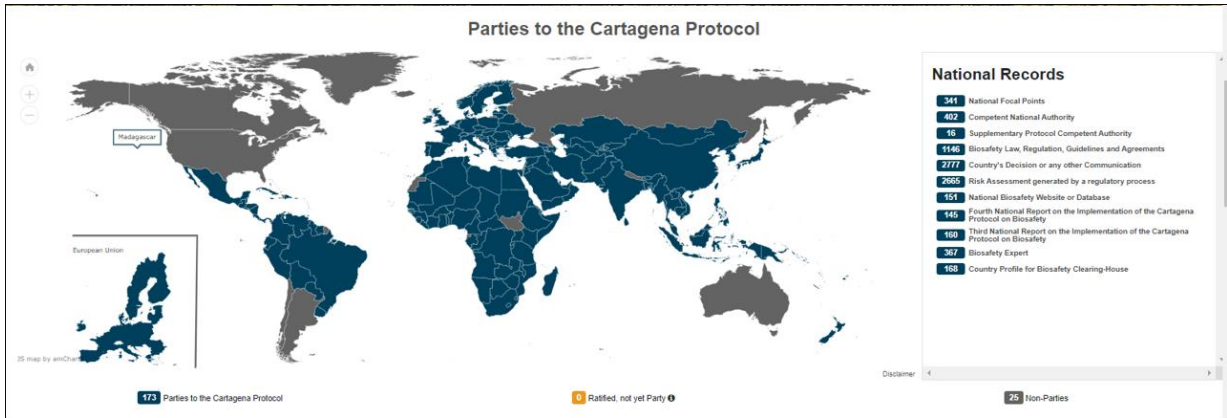 Parties to the Cartagena Protocol
Madagascar
European Union
JS map by amChar
Disclaimer
National Records
341 National Focal Points
402 Competent National Authority
16 Supplementary Protocol Competent Authority
1146 Biosafety Law, Regulation, Guidelines and Agreements
2777 Country's Decision or any other Communication
2665 Risk Assessment generated by a regulatory process
151 National Biosafety Website or Database
145 Fourth National Report on the Implementation of the Cartagena
Protocol on Biosafety
160 Third National Report on the Implementation of the Cartagena
Protocol on Biosafety
367 Biosafety Expert
168 Country Profile for Biosafety Clearing-House
173 Parties to the Cartagena Protocol
0 Ratified, not yet Party
25 Non-Parties